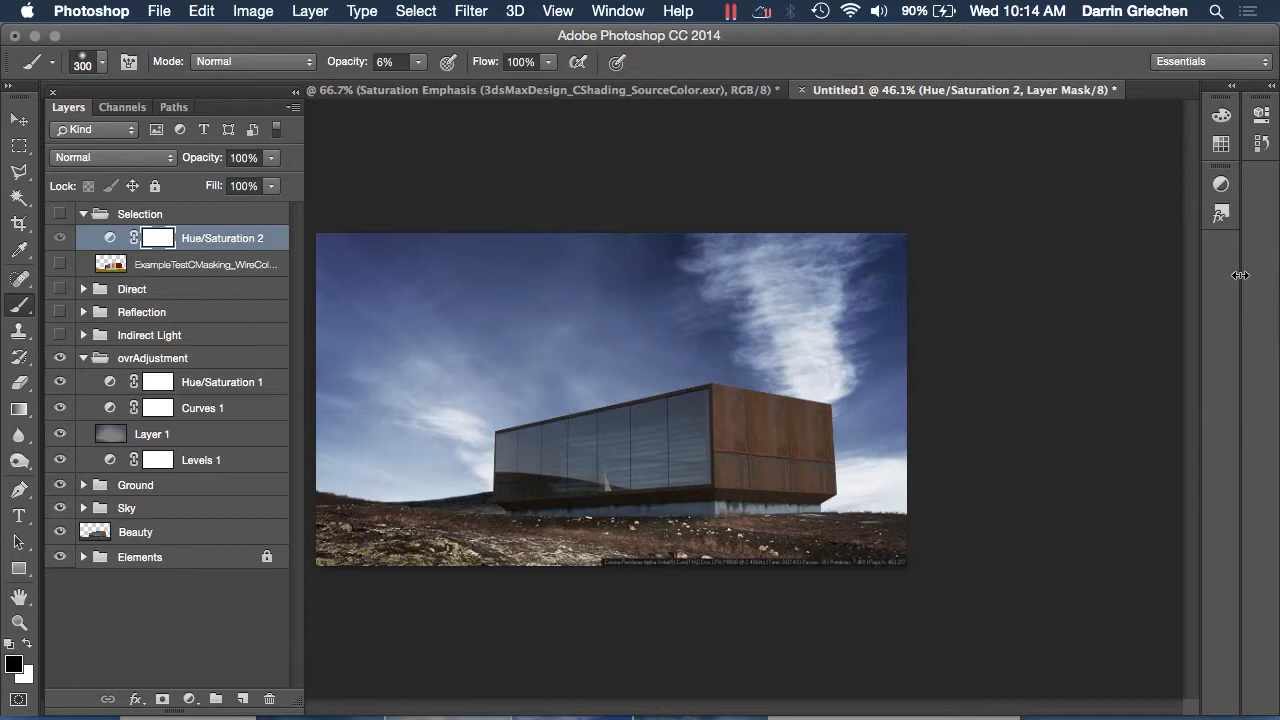 Photoshop File Edit Image Layer Type Select Filter 3D View Window Help 90% Wed 10:14 AM Darrin Griechen
Adobe Photoshop CC 2014
300 Mode: Normal Opacity: 6% Flow: 100% Essentials
@ 66.7% (Saturation Emphasis (3dsMaxDesign_CShading_SourceColor.exr), RGB/8) * Untitled1 @ 46.1% (Hue/Saturation 2, Layer Mask/8) *
Layers Channels Paths
Kind
Normal Opacity: 100%
Lock: Fill: 100%
Selection
Hue/Saturation 2
ExampleTestCMasking_WireCol...
Direct
Reflection
Indirect Light
ovrAdjustment
Hue/Saturation 1
Curves 1
Layer 1
Levels 1
Ground
Sky
Beauty
Elements